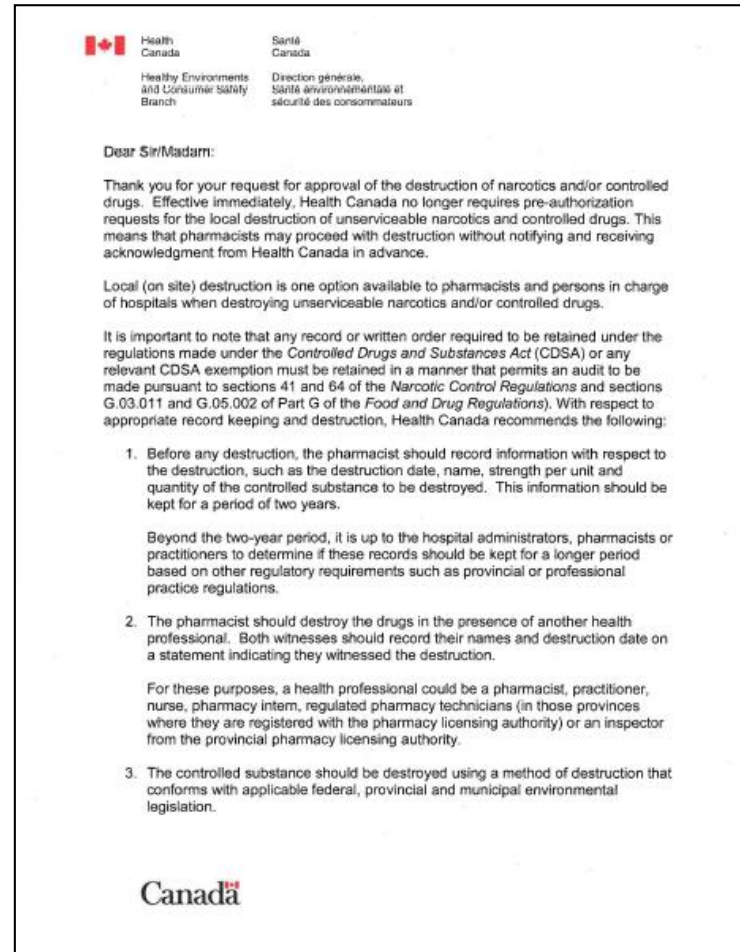 Health
Canada
Santé
Canada
Healthy Environments
and Consumer Safety
Branch
Direction générale,
Santé environnementale et
sécurité des consommateurs
Dear Sir/Madam:
Thank you for your request for approval of the destruction of narcotics and/or controlled
drugs. Effective immediately, Health Canada no longer requires pre-authorization
requests for the local destruction of unserviceable narcotics and controlled drugs. This
means that pharmacists may proceed with destruction without notifying and receiving
acknowledgment from Health Canada in advance.
Local (on site) destruction is one option available to pharmacists and persons in charge
of hospitals when destroying unserviceable narcotics and/or controlled drugs.
It is important to note that any record or written order required to be retained under the
regulations made under the Controlled Drugs and Substances Act (CDSA) or any
relevant CDSA exemption must be retained in a manner that permits an audit to be
made pursuant to sections 41 and 64 of the Narcotic Control Regulations and sections
G.03.011 and G.05.002 of Part G of the Food and Drug Regulations). With respect to
appropriate record keeping and destruction, Health Canada recommends the following:
1. Before any destruction, the pharmacist should record information with respect to
the destruction, such as the destruction date, name, strength per unit and
quantity of the controlled substance to be destroyed. This information should be
kept for a period of two years.
Beyond the two-year period, it is up to the hospital administrators, pharmacists or
practitioners to determine if these records should be kept for a longer period
based on other regulatory requirements such as provincial or professional
practice regulations.
2. The pharmacist should destroy the drugs in the presence of another health
professional. Both witnesses should record their names and destruction date on
a statement indicating they witnessed the destruction.
For these purposes, a health professional could be a pharmacist, practitioner,
nurse, pharmacy intern, regulated pharmacy technicians (in those provinces
where they are registered with the pharmacy licensing authority) or an inspector
from the provincial pharmacy licensing authority.
3. The controlled substance should be destroyed using a method of destruction that
conforms with applicable federal, provincial and municipal environmental
legislation.
Canada